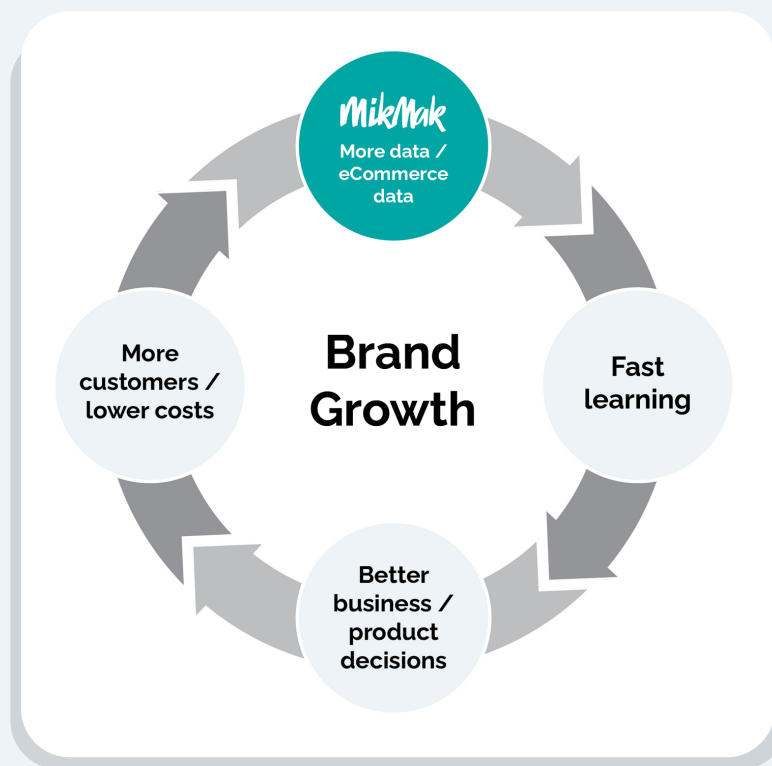 MikMak
More data /
eCommerce
data
Fast
learning
Better
business /
product
decisions
More
customers /
lower costs
Brand
Growth